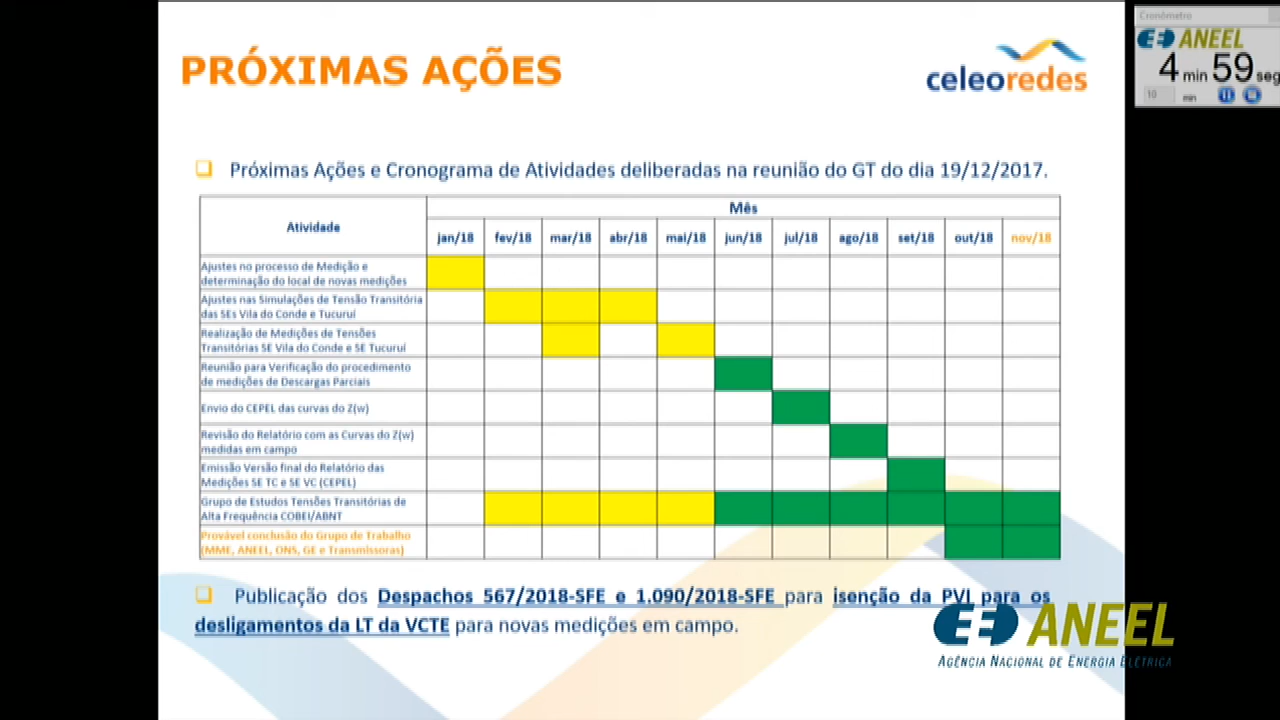 PRÓXIMAS AÇÕES
celeoredes
Cronômetro
ANEEL
4 min 59 seg
10 min
Próximas Ações e Cronograma de Atividades deliberadas na reunião do GT do dia 19/12/2017.
Atividade
Mês
jan/18 fev/18 mar/18 abr/18 mai/18 jun/18 jul/18 ago/18 set/18 out/18 nov/18
Ajustes no processo de Medição e
determinação do local de novas medições
Ajustes nas Simulações de Tensão Transitória
das SEs Vila do Conde e Tucuruí
Realização de Medições de Tensões
Transitórias SE Vila do Conde e SE Tucuruí
Reunião para Verificação do procedimento
de medições de Descargas Parciais
Envio do CEPEL das curvas do Z(w)
Revisão do Relatório com as Curvas do Z(w)
medidas em campo
Emissão Versão final do Relatório das
Medições SE TC e SE VC (CEPEL)
Grupo de Estudos Tensões Transitórias de
Alta Frequência COBEI/ABNT
Provável conclusão do Grupo de Trabalho
(MME, ANEEL, ONS, GE e Transmissoras)
Publicação dos Despachos 567/2018-SFE e 1.090/2018-SFE para isenção da PVI para os
desligamentos da LT da VCTE para novas medições em campo.
ANEEL
AGÊNCIA NACIONAL DE ENERGIA ELÉTRICA